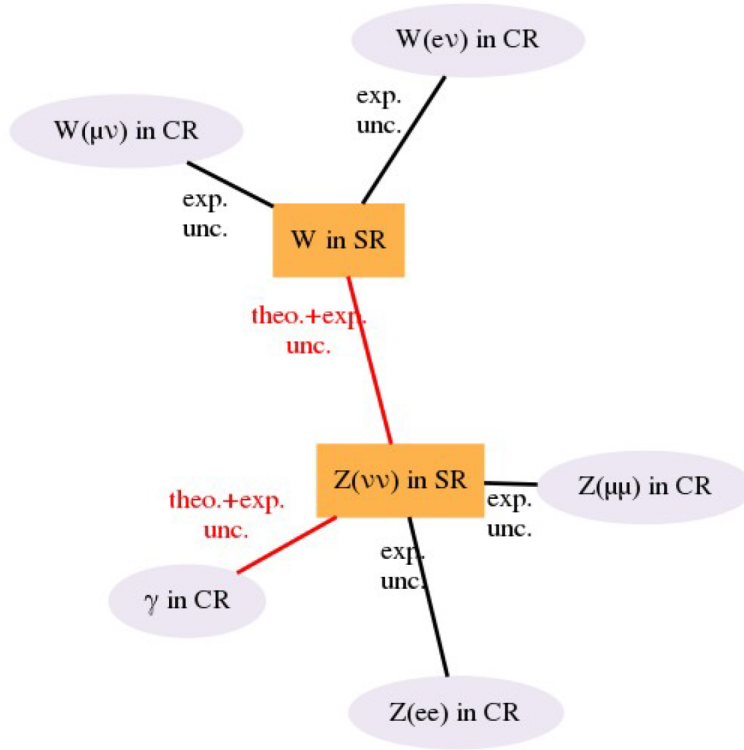 W(eν) in CR
exp.
unc.
W(μν) in CR
exp.
unc.
W in SR
theo.+exp.
unc.
Z(νν) in SR
Z(μμ) in CR
exp.
unc.
theo.+exp.
unc.
exp.
unc.
γ in CR
Z(ee) in CR